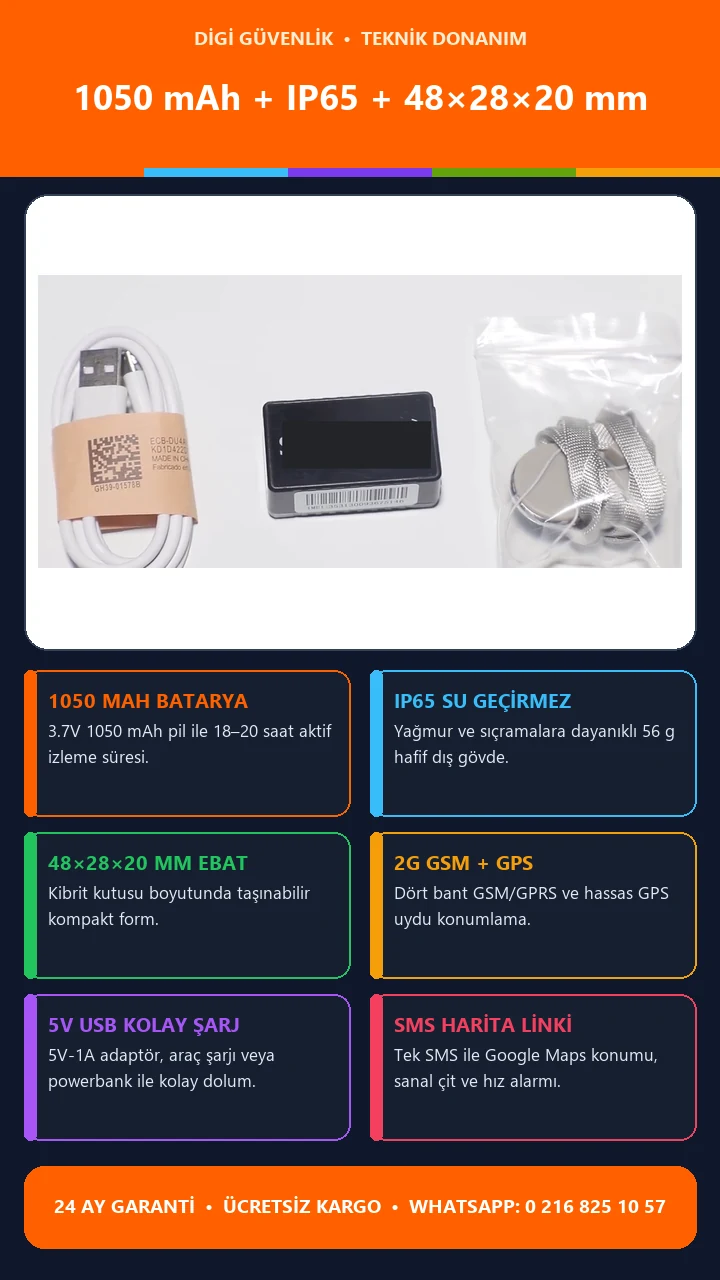 DİGİ GÜVENLİK • TEKNİK DONANIM
1050 mAh + IP65 + 48×28×20 mm
GH39-01578B
1050 MAH BATARYA
3.7V 1050 mAh pil ile 18–20 saat aktif
izleme süresi.
IP65 SU GEÇİRMEZ
Yağmur ve sıçramalara dayanıklı 56 g
hafif dış gövde.
48×28×20 MM EBAT
Kibrit kutusu boyutunda taşınabilir
kompakt form.
2G GSM + GPS
Dört bant GSM/GPRS ve hassas GPS
uydu konumlama.
5V USB KOLAY ŞARJ
5V-1A adaptör, araç şarjı veya
powerbank ile kolay dolum.
SMS HARİTA LİNKİ
Tek SMS ile Google Maps konumu,
sanal çit ve hız alarmı.
24 AY GARANTİ • ÜCRETSİZ KARGO • WHATSAPP: 0 216 825 10 57